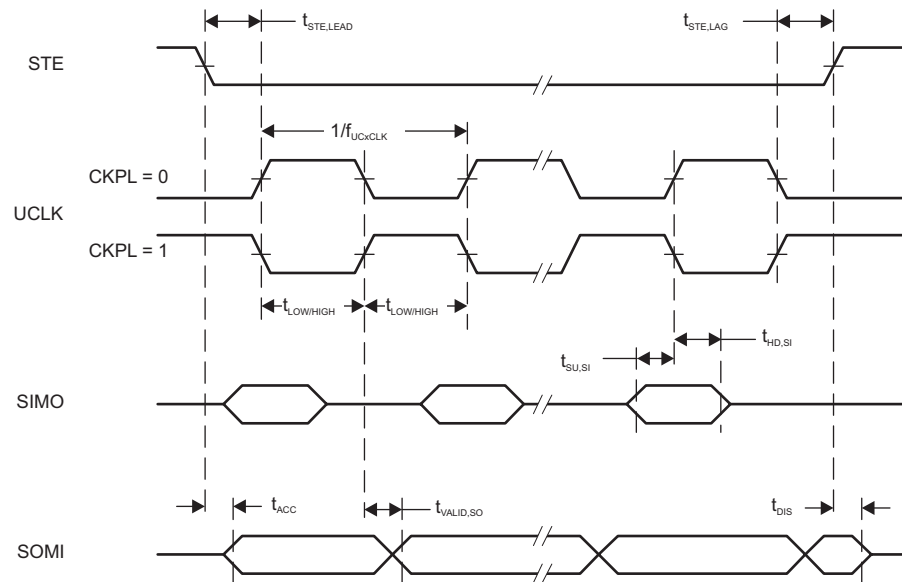 tSTE,LEAD
tSTE,LAG
STE
1/fUCxCLK
CKPL = 0
UCLK
CKPL = 1
tLOW/HIGH
tLOW/HIGH
tHD,SI
tSU,SI
SIMO
tACC
tVALID,SO
tDIS
SOMI